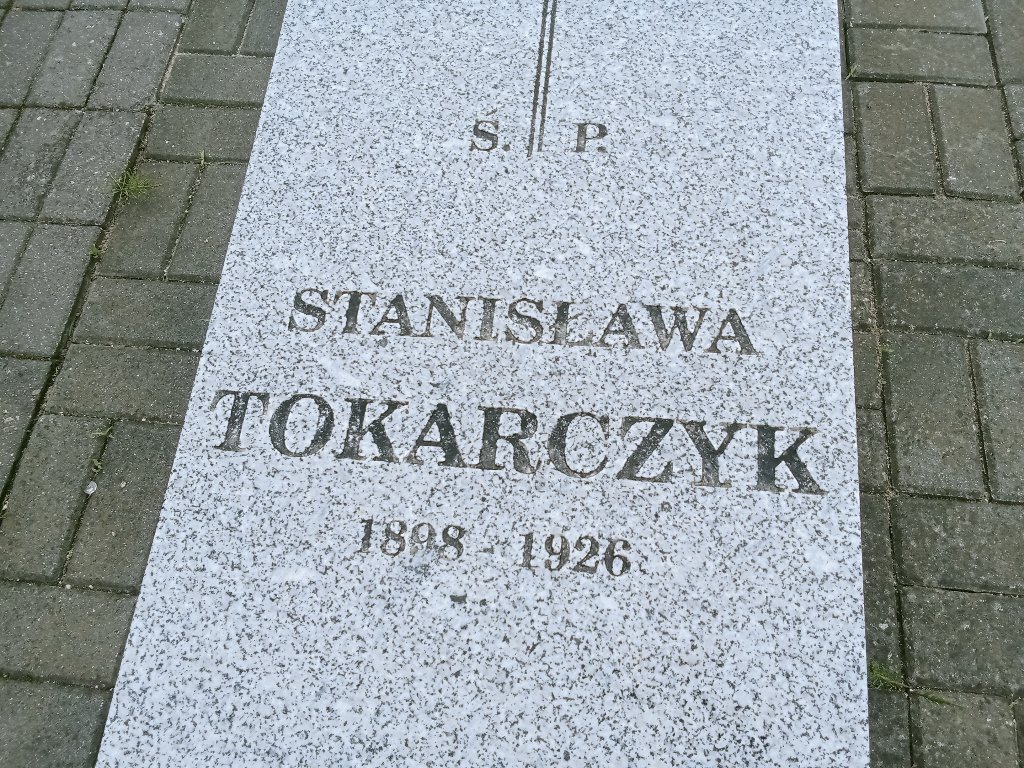 Ś. P.
STANISŁAWA
TOKARCZYK
1898 - 1926